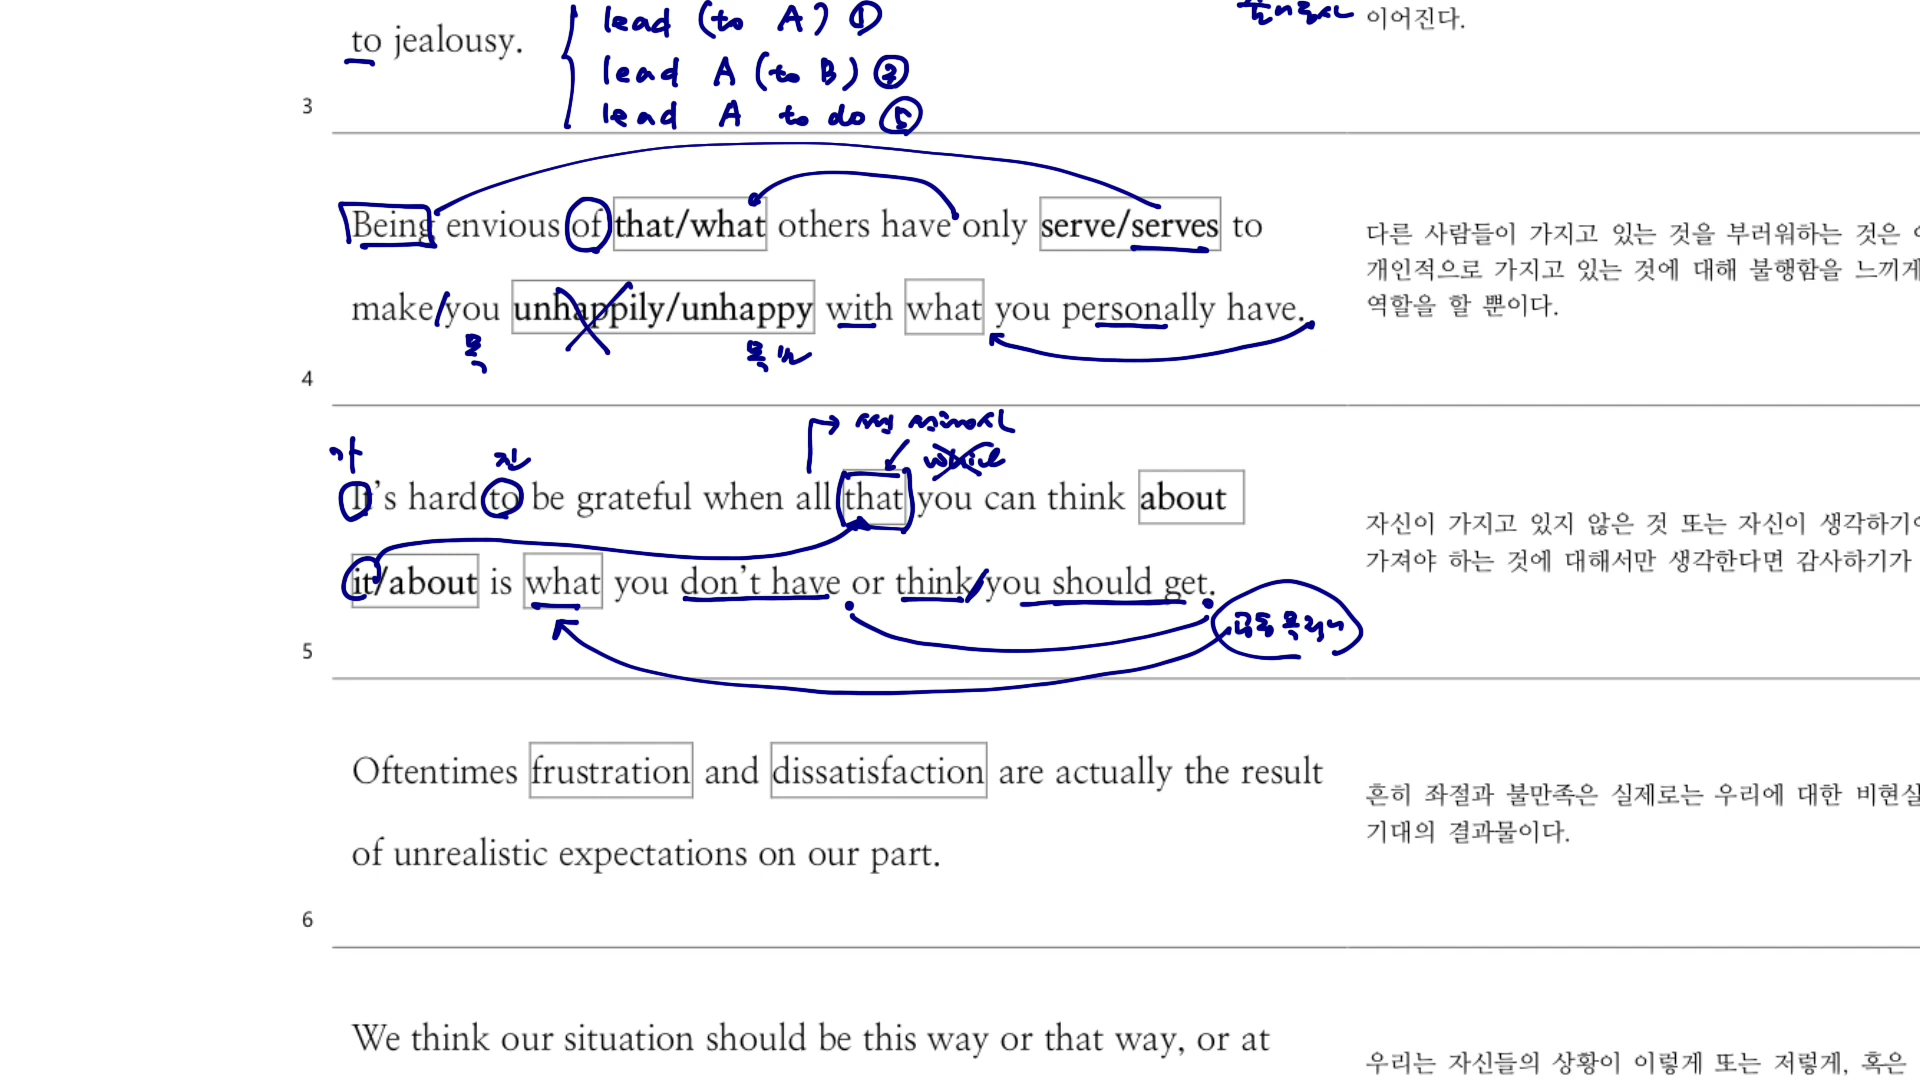 lead (to A) ①
to jealousy.
이어진다.
lead A (to B) ③
lead A to do ⑤
3
Being envious of that/what others have only serve/serves to
다른 사람들이 가지고 있는 것을 부러워하는 것은
개인적으로 가지고 있는 것에 대해 불행함을 느끼게
make/you unhappily/unhappy with what you personally have.
역할을 할 뿐이다.
목
4
가
진
which
It's hard to be grateful when all that you can think about
자신이 가지고 있지 않은 것 또는 자신이 생각하기에
가져야 하는 것에 대해서만 생각한다면 감사하기가
it/about is what you don't have or think/you should get.
5
Oftentimes frustration and dissatisfaction are actually the result
흔히 좌절과 불만족은 실제로는 우리에 대한 비현실
기대의 결과물이다.
of unrealistic expectations on our part.
6
We think our situation should be this way or that way, or at
우리는 자신들의 상황이 이렇게 또는 저렇게, 혹은